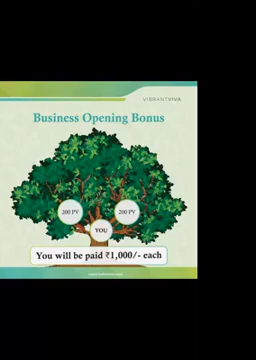 VIBRANTVIVA
Business Opening Bonus
200 PV
200 PV
YOU
You will be paid ₹1,000/- each